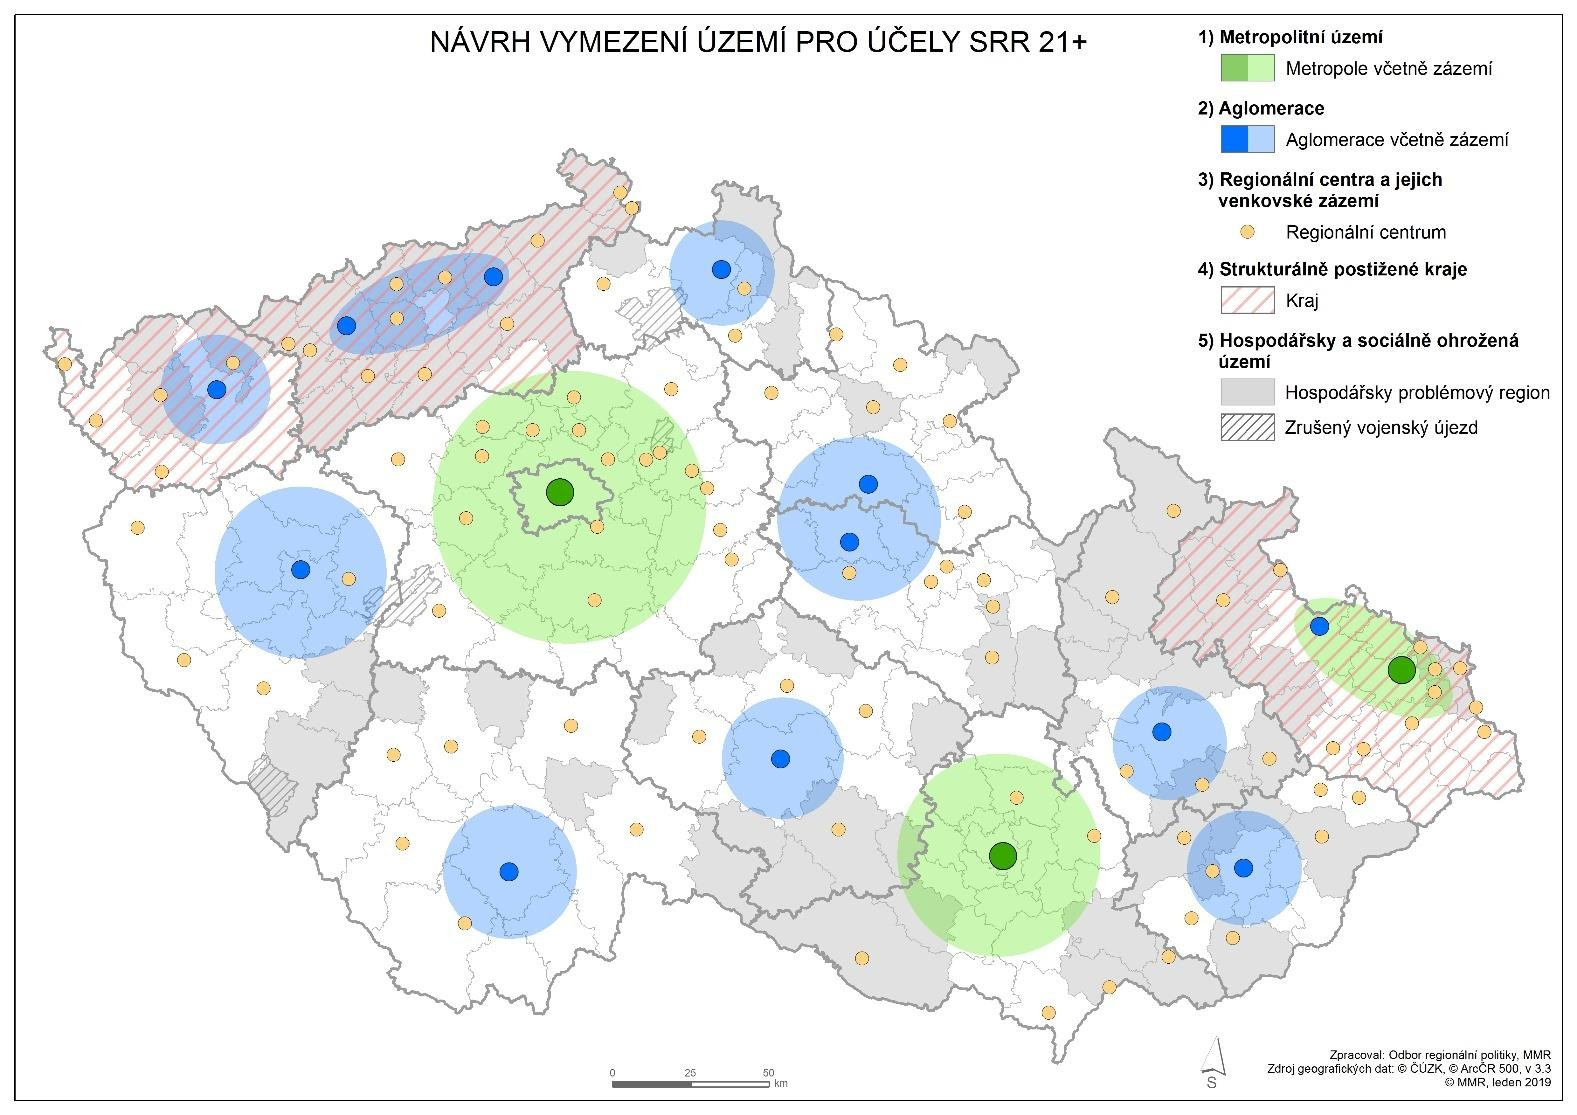 NÁVRH VYMEZENÍ ÚZEMÍ PRO ÚČELY SRR 21+
1) Metropolitní území
Metropole včetně zázemí
2) Aglomerace
Aglomerace včetně zázemí
3) Regionální centra a jejich
venkovské zázemí
Regionální centrum
4) Strukturálně postižené kraje
Kraj
5) Hospodářsky a sociálně ohrožená
území
Hospodářsky problémový region
Zrušený vojenský újezd
0 25 50
km
S
Zpracoval: Odbor regionální politiky, MMR
Zdroj geografických dat: © ČÚZK, © ArcČR 500, v 3.3
© MMR, leden 2019